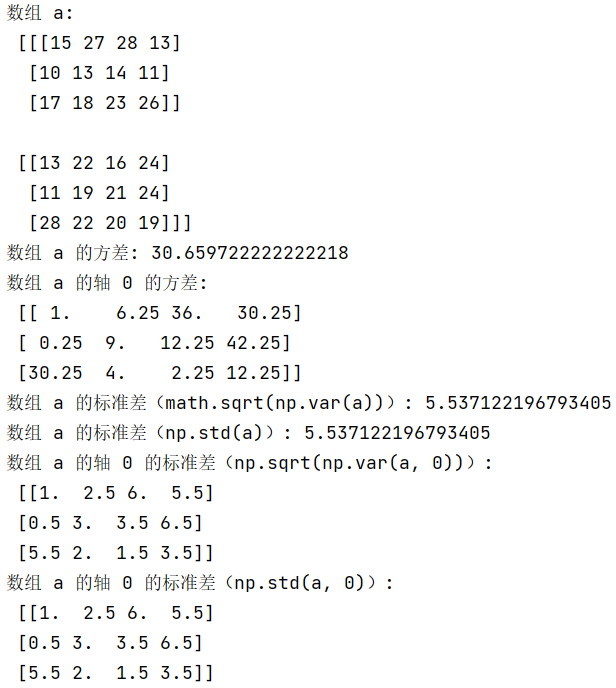 数组 a:
 [[[15 27 28 13]
  [10 13 14 11]
  [17 18 23 26]]

 [[13 22 16 24]
  [11 19 21 24]
  [28 22 20 19]]]
数组 a 的方差: 30.659722222222218
数组 a 的轴 0 的方差:
 [[ 1.    6.25 36.   30.25]
 [ 0.25  9.   12.25 42.25]
 [30.25  4.    2.25 12.25]]
数组 a 的标准差（math.sqrt(np.var(a))）: 5.537122196793405
数组 a 的标准差（np.std(a)）: 5.537122196793405
数组 a 的轴 0 的标准差（np.sqrt(np.var(a, 0))）:
 [[1.  2.5 6.  5.5]
 [0.5 3.  3.5 6.5]
 [5.5 2.  1.5 3.5]]
数组 a 的轴 0 的标准差（np.std(a, 0)）:
 [[1.  2.5 6.  5.5]
 [0.5 3.  3.5 6.5]
 [5.5 2.  1.5 3.5]]